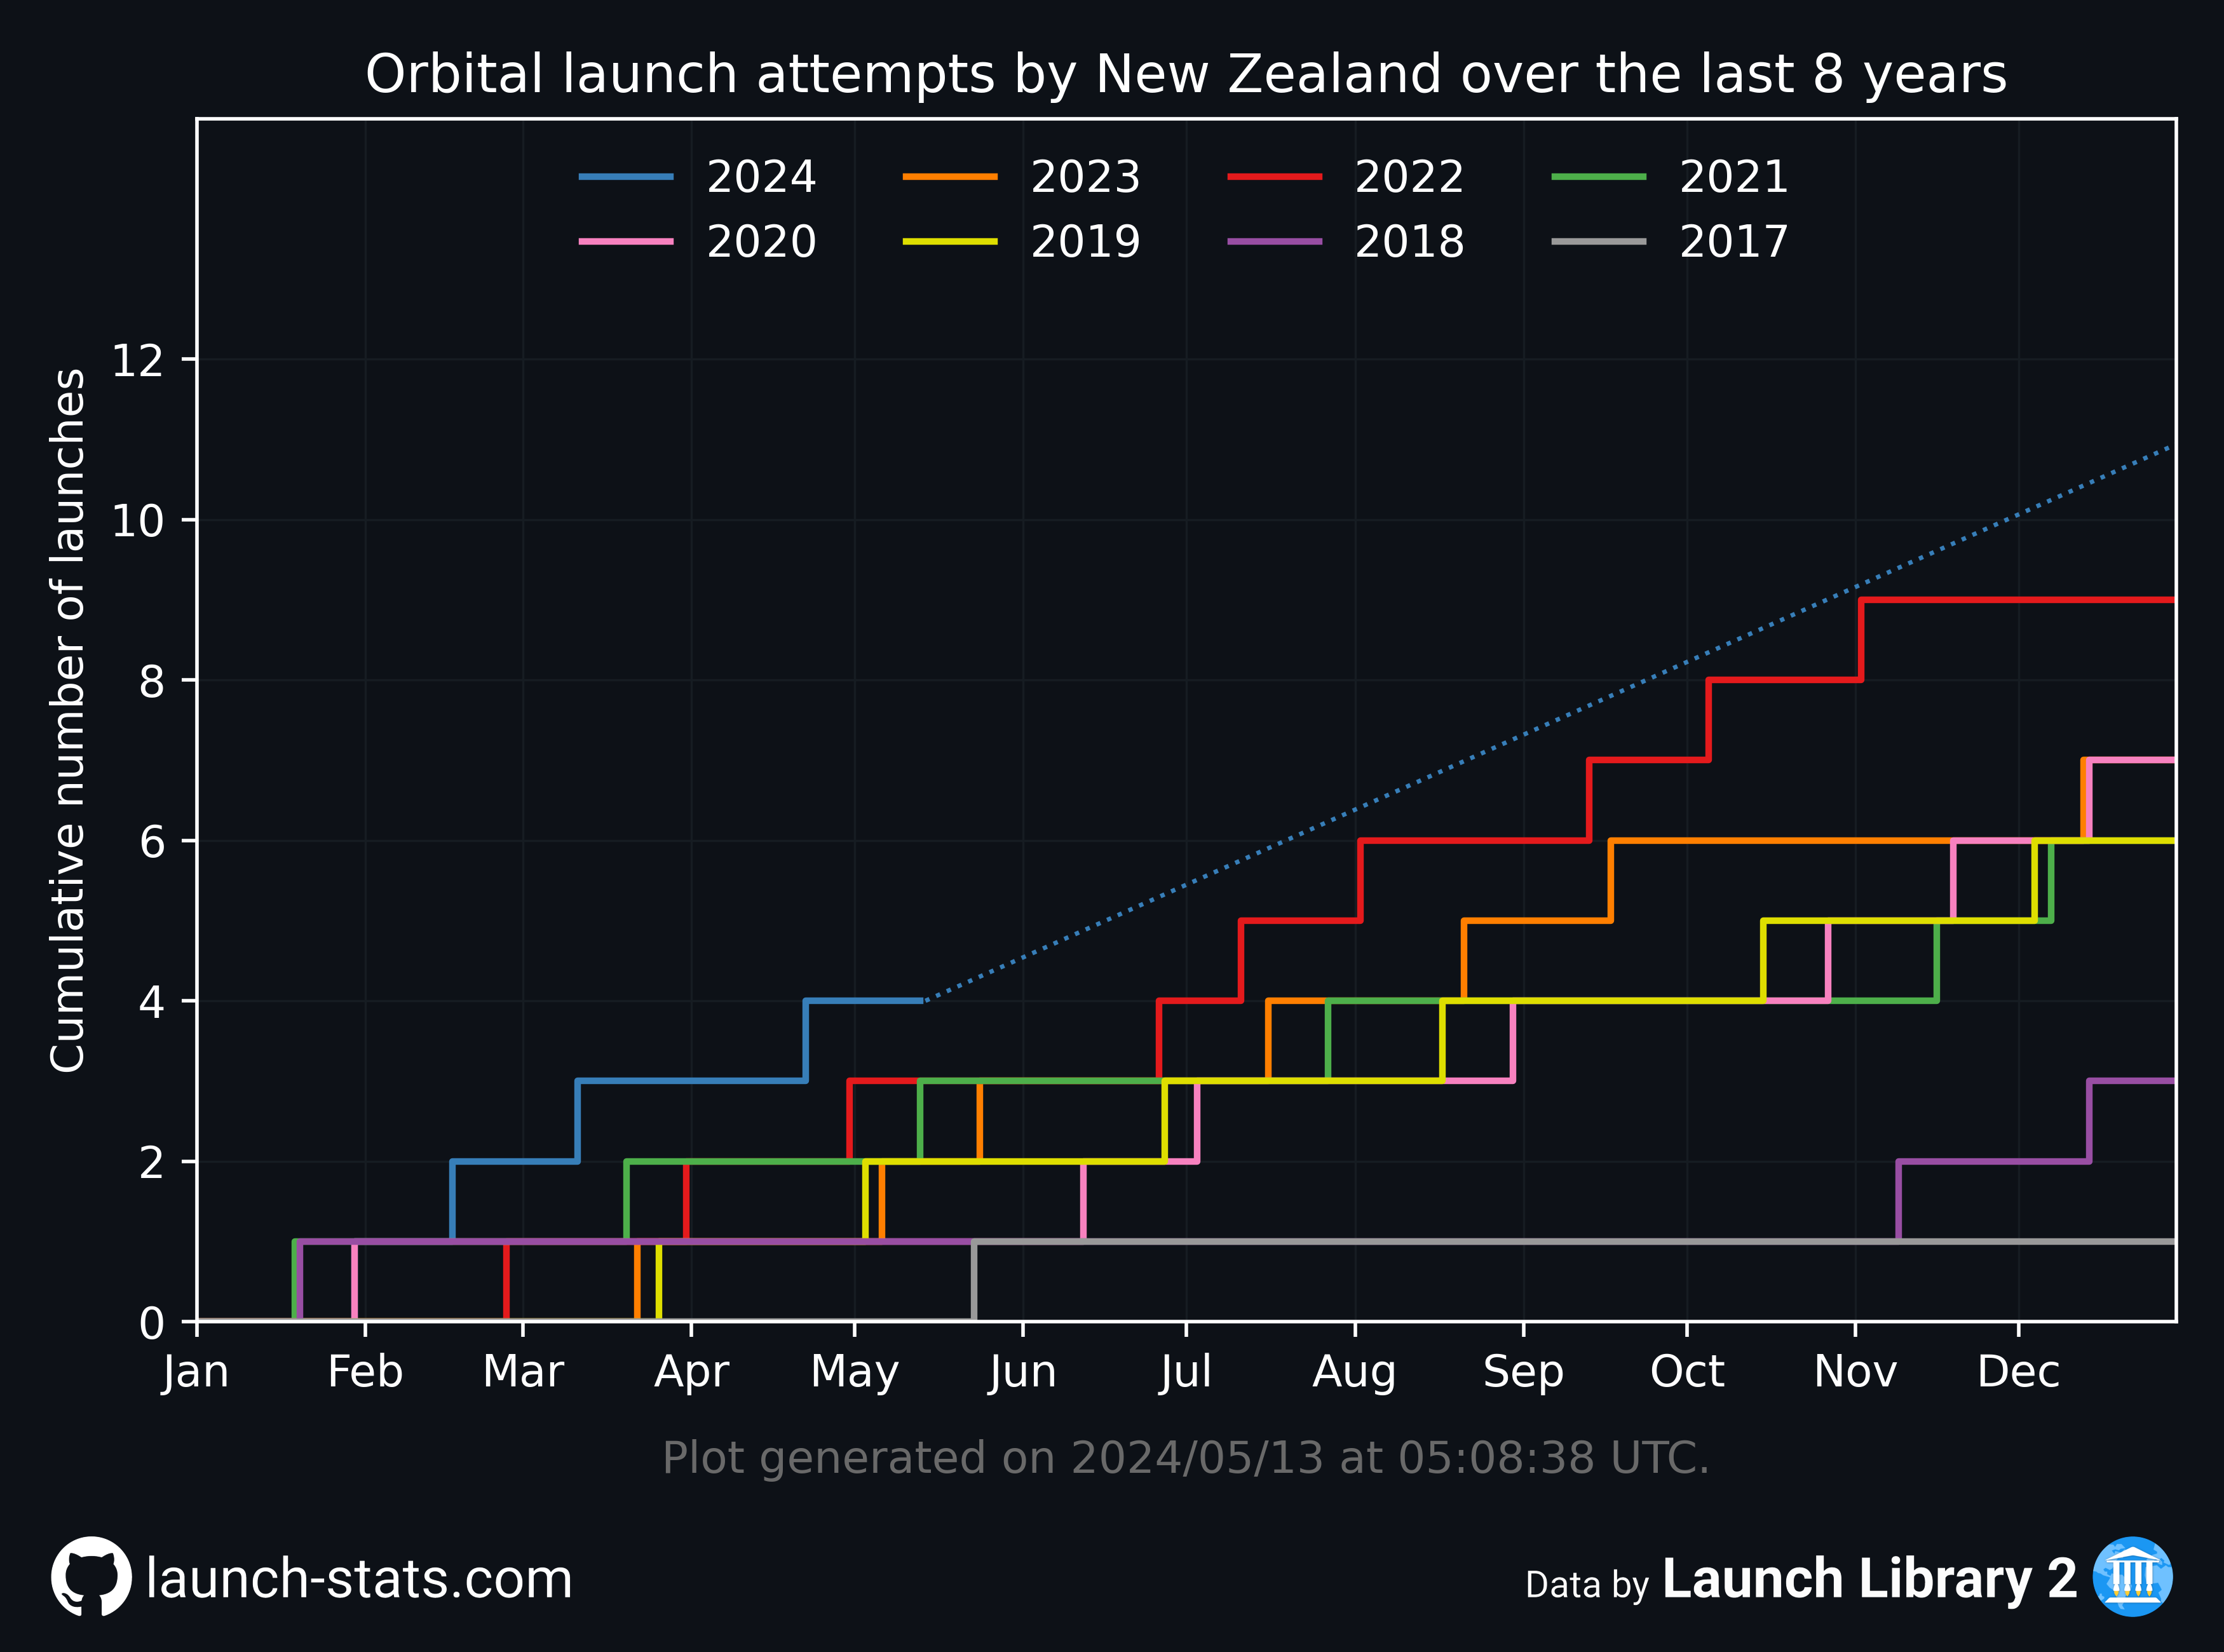 Orbital launch attempts by New Zealand over the last 8 years
2024 2023 2022 2021
2020 2019 2018 2017
Cumulative number of launches
12
10
8
6
4
2
0
Jan Feb Mar Apr May Jun Jul Aug Sep Oct Nov Dec
Plot generated on 2024/05/13 at 05:08:38 UTC.
launch-stats.com
Data by Launch Library 2